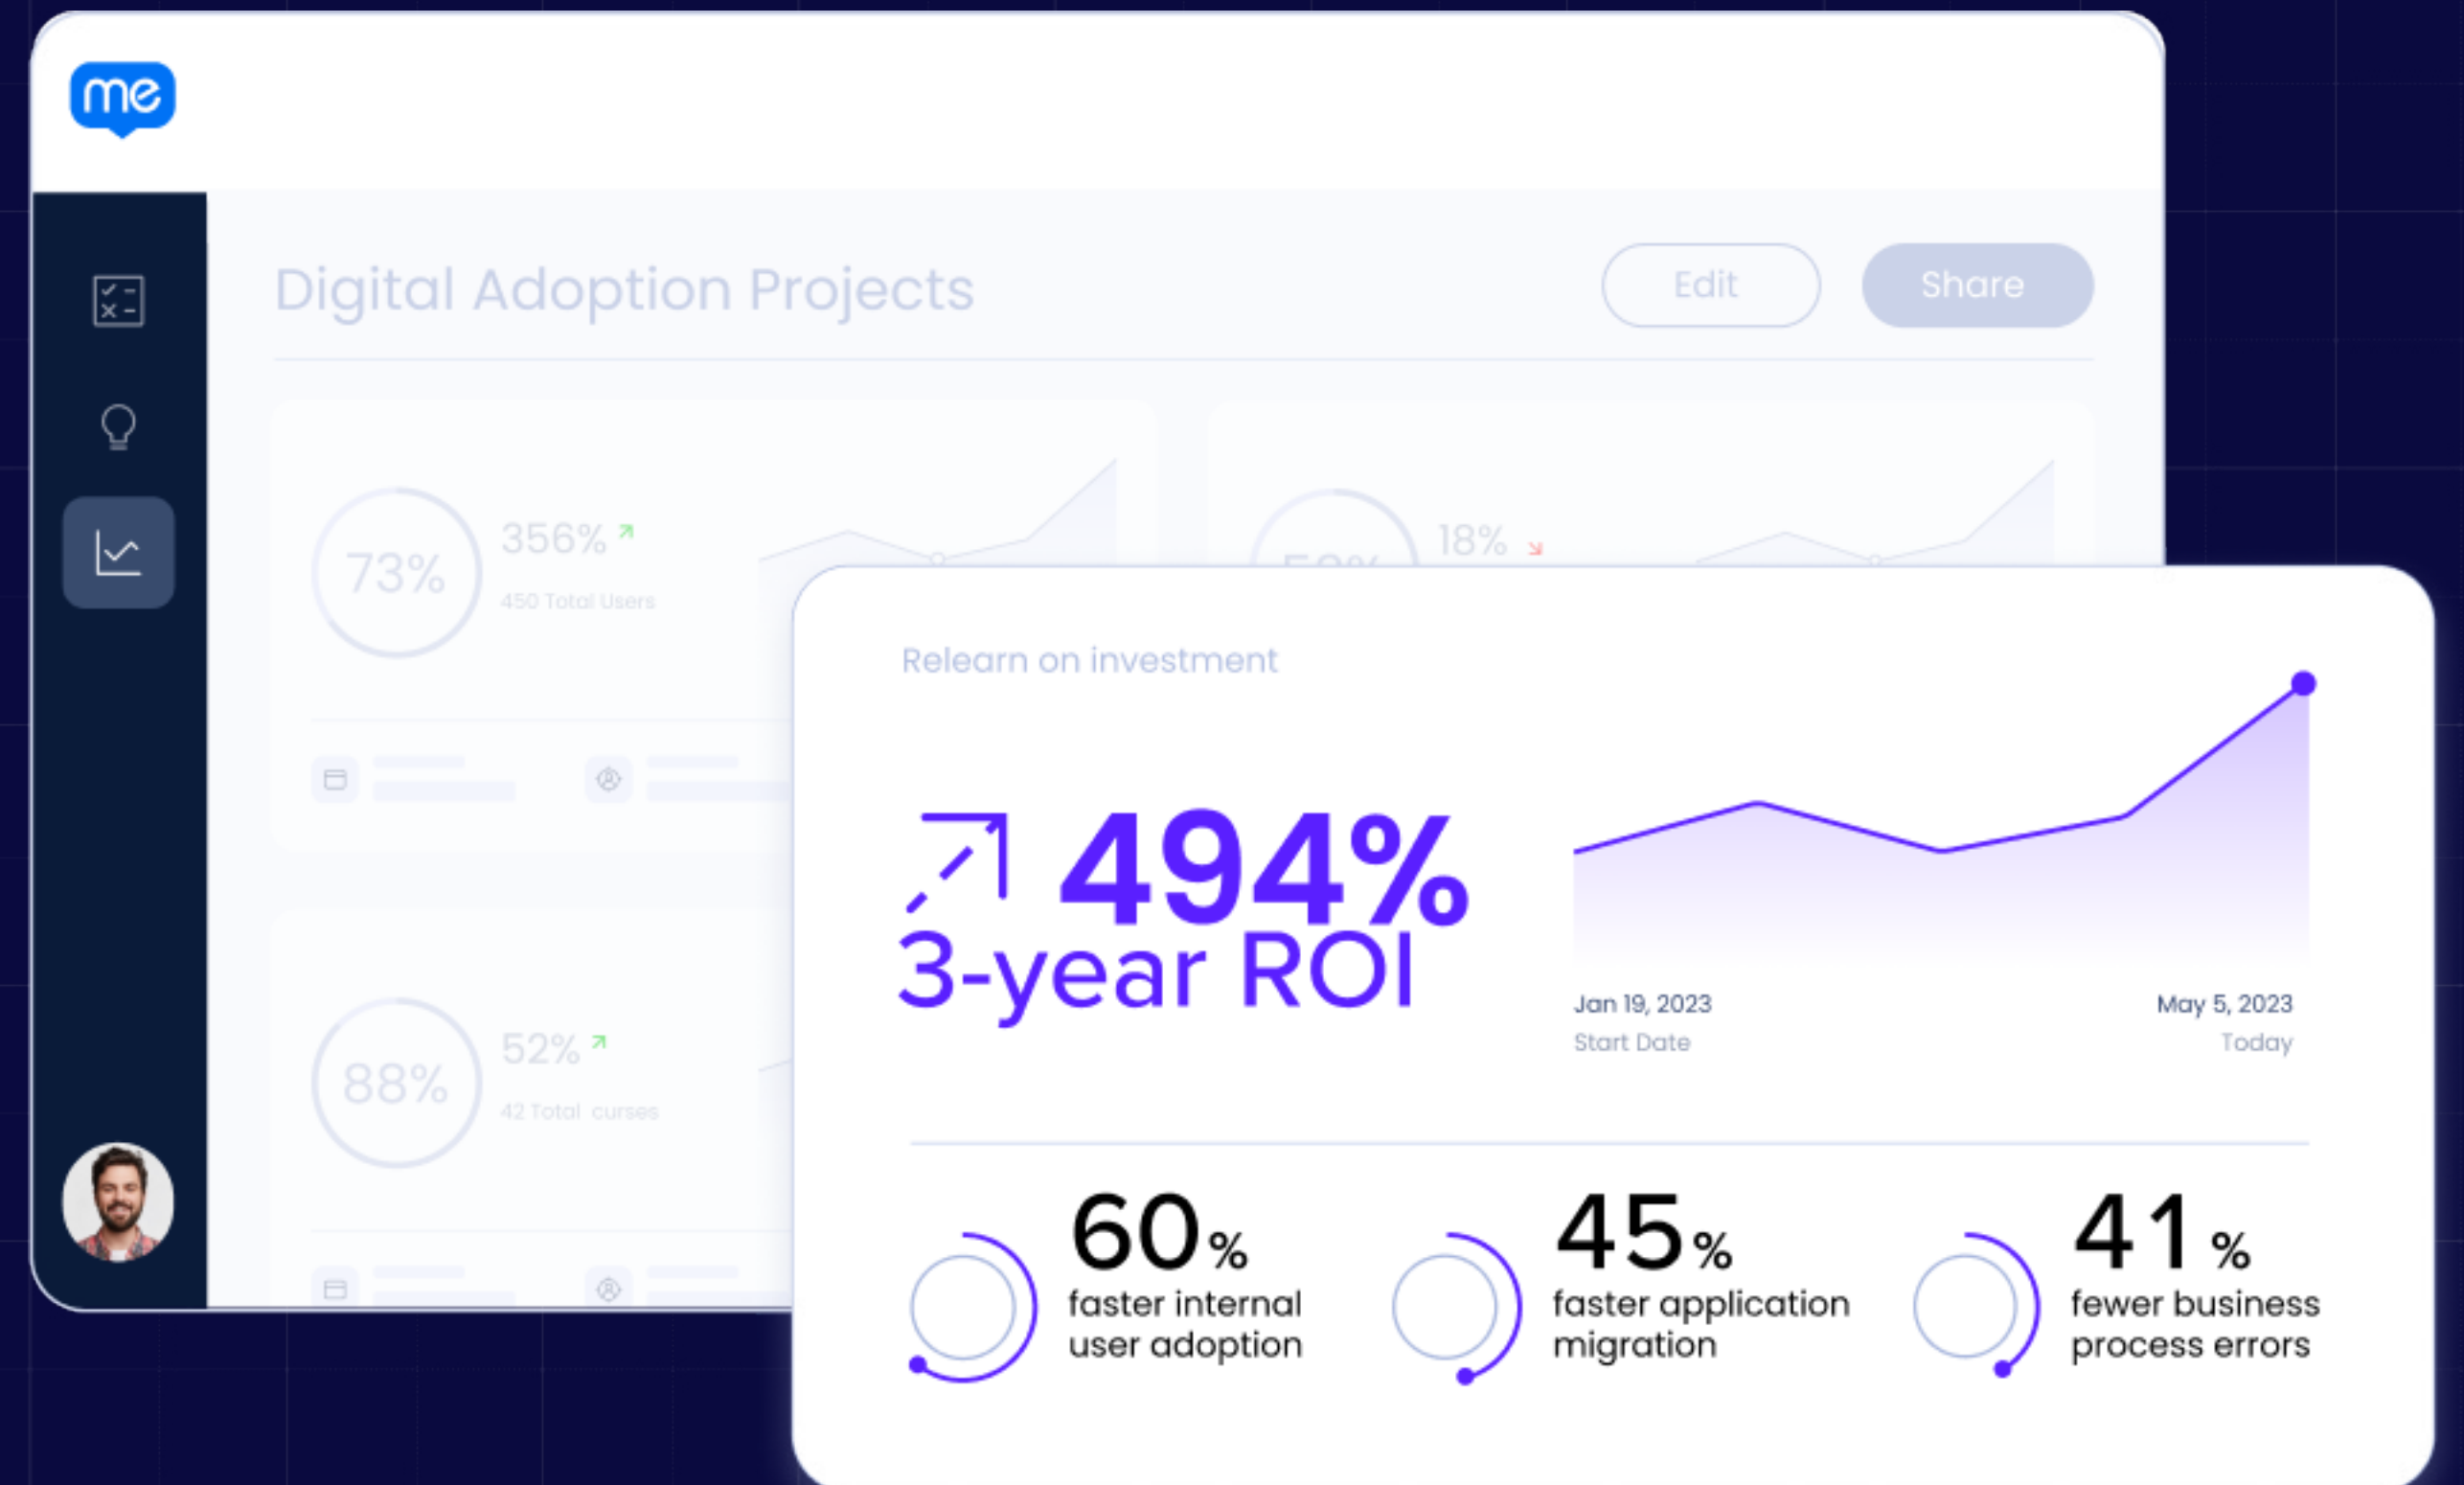 me
Digital Adoption Projects
Edit
Share
73%
356%
450 Total Users
18%
Relearn on investment
494%
3-year ROI
Jan 19, 2023
Start Date
May 5, 2023
Today
88%
52%
42 Total curses
60%
faster internal
user adoption
45%
faster application
migration
41%
fewer business
process errors